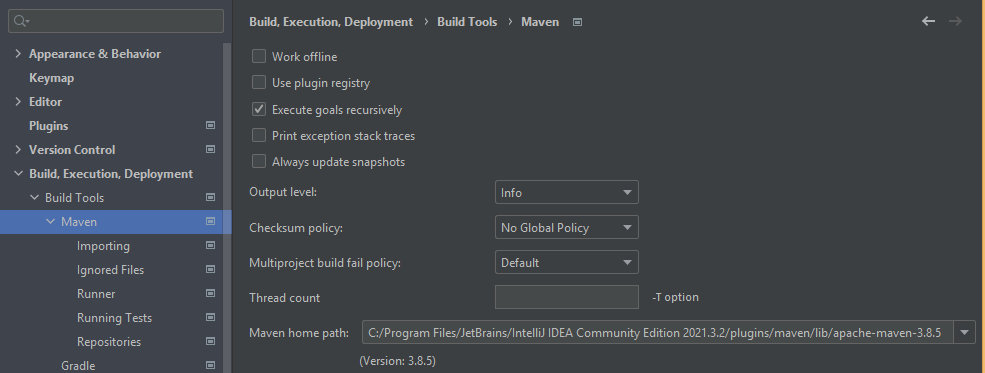 Appearance & Behavior
Keymap
Editor
Plugins
Version Control
Build, Execution, Deployment
Build Tools
Maven
Importing
Ignored Files
Runner
Running Tests
Repositories
Gradle
Build, Execution, Deployment › Build Tools › Maven
Work offline
Use plugin registry
Execute goals recursively
Print exception stack traces
Always update snapshots
Output level: Info
Checksum policy: No Global Policy
Multiproject build fail policy: Default
Thread count -T option
Maven home path: C:/Program Files/JetBrains/IntelliJ IDEA Community Edition 2021.3.2/plugins/maven/lib/apache-maven-3.8.5
(Version: 3.8.5)